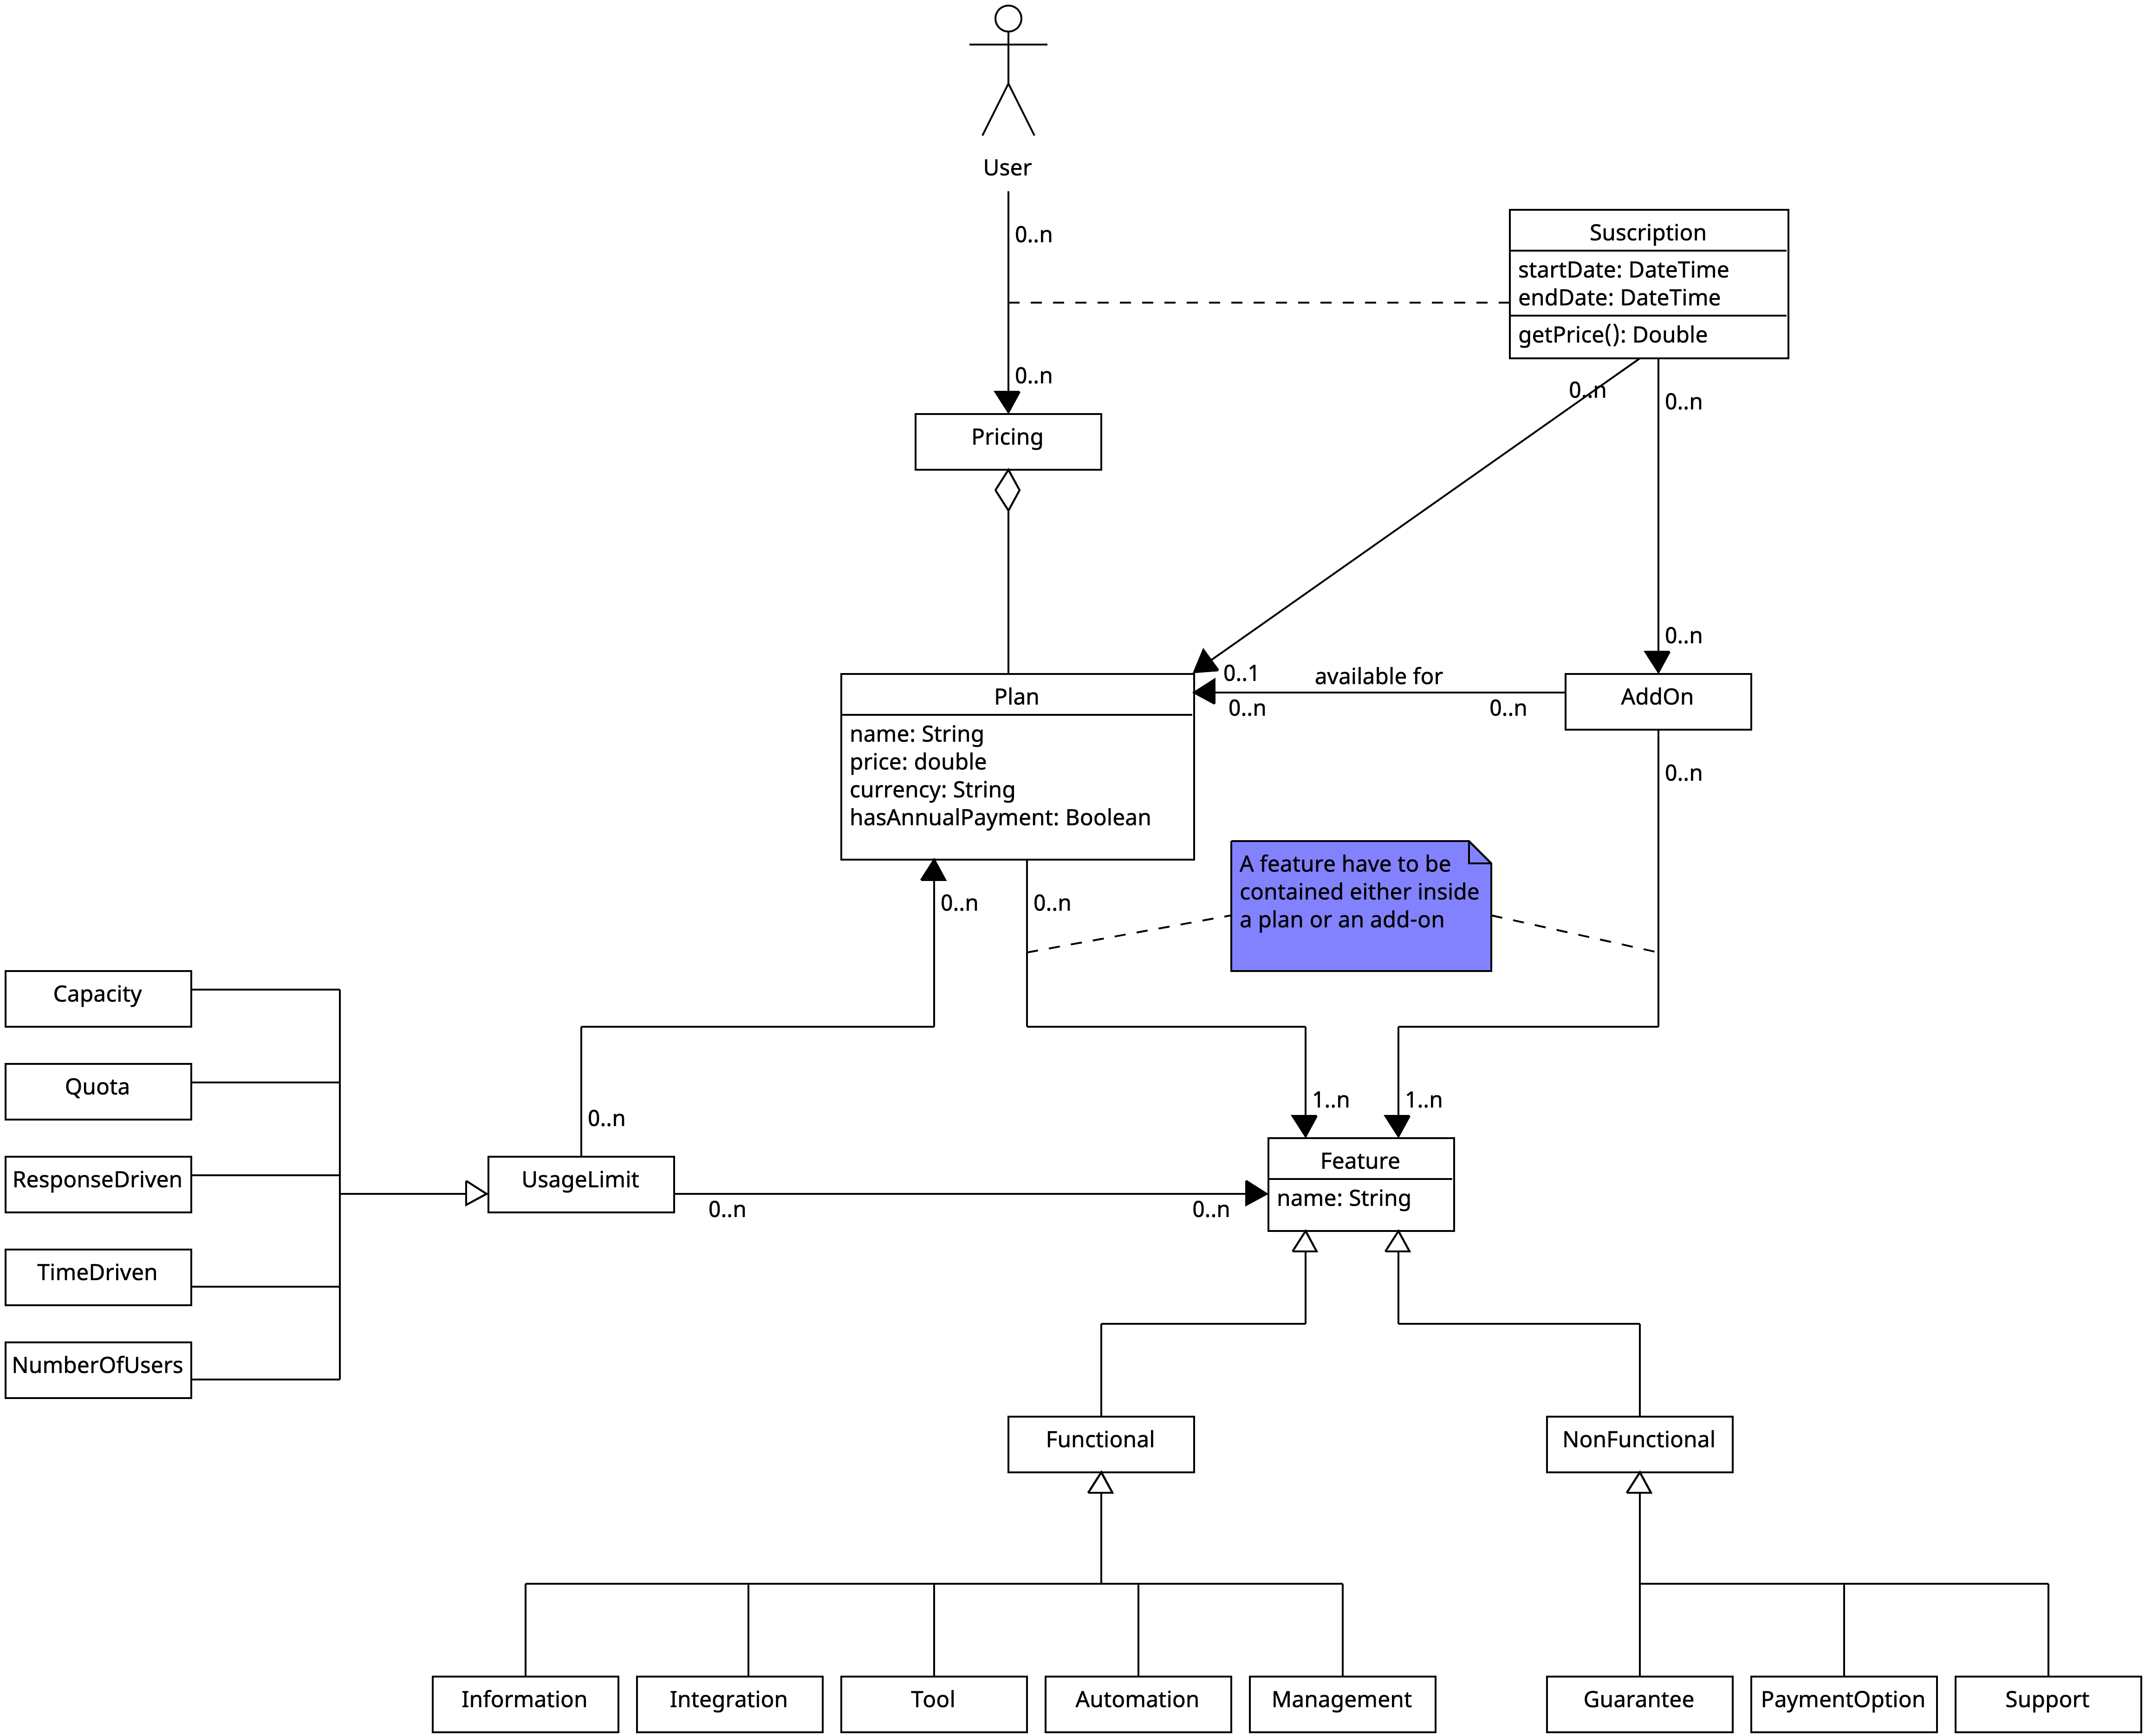 User
0..n
Suscription
startDate: DateTime
endDate: DateTime
getPrice(): Double
0..n
Pricing
0..n
0..n
0..n
0..1
available for
0..n
0..n
Plan
name: String
price: double
currency: String
hasAnnualPayment: Boolean
AddOn
0..n
A feature have to be
contained either inside
a plan or an add-on
0..n
0..n
Capacity
Quota
ResponseDriven
TimeDriven
NumberOfUsers
0..n
UsageLimit
0..n
0..n
1..n
1..n
Feature
name: String
Functional
NonFunctional
Information
Integration
Tool
Automation
Management
Guarantee
PaymentOption
Support